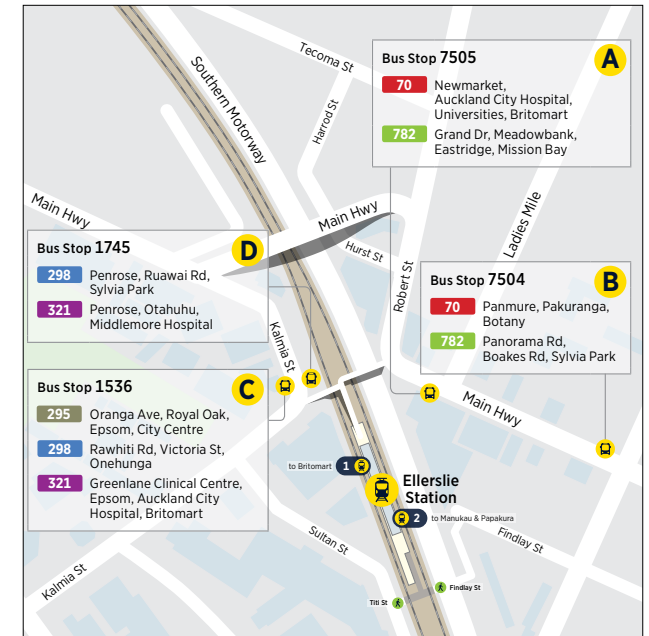 Tecoma St
Southern Motorway
Harrod St
Bus Stop 7505
A
70 Newmarket,
Auckland City Hospital,
Universities, Britomart
782 Grand Dr, Meadowbank,
Eastridge, Mission Bay
Main Hwy
Main Hwy
Hurst St
Ladies Mile
Robert St
Bus Stop 1745
D
298 Penrose, Ruawai Rd,
Sylvia Park
321 Penrose, Otahuhu,
Middlemore Hospital
Bus Stop 7504
B
70 Panmure, Pakuranga,
Botany
782 Panorama Rd,
Boakes Rd, Sylvia Park
Kalmia St
Bus Stop 1536
C
295 Oranga Ave, Royal Oak,
Epsom, City Centre
298 Rawhiti Rd, Victoria St,
Onehunga
321 Greenlane Clinical Centre,
Epsom, Auckland City
Hospital, Britomart
Main Hwy
to Britomart 1
Ellerslie
Station
2 to Manukau & Papakura
Sultan St
Findlay St
Kalmia St
Findlay St
Titi St